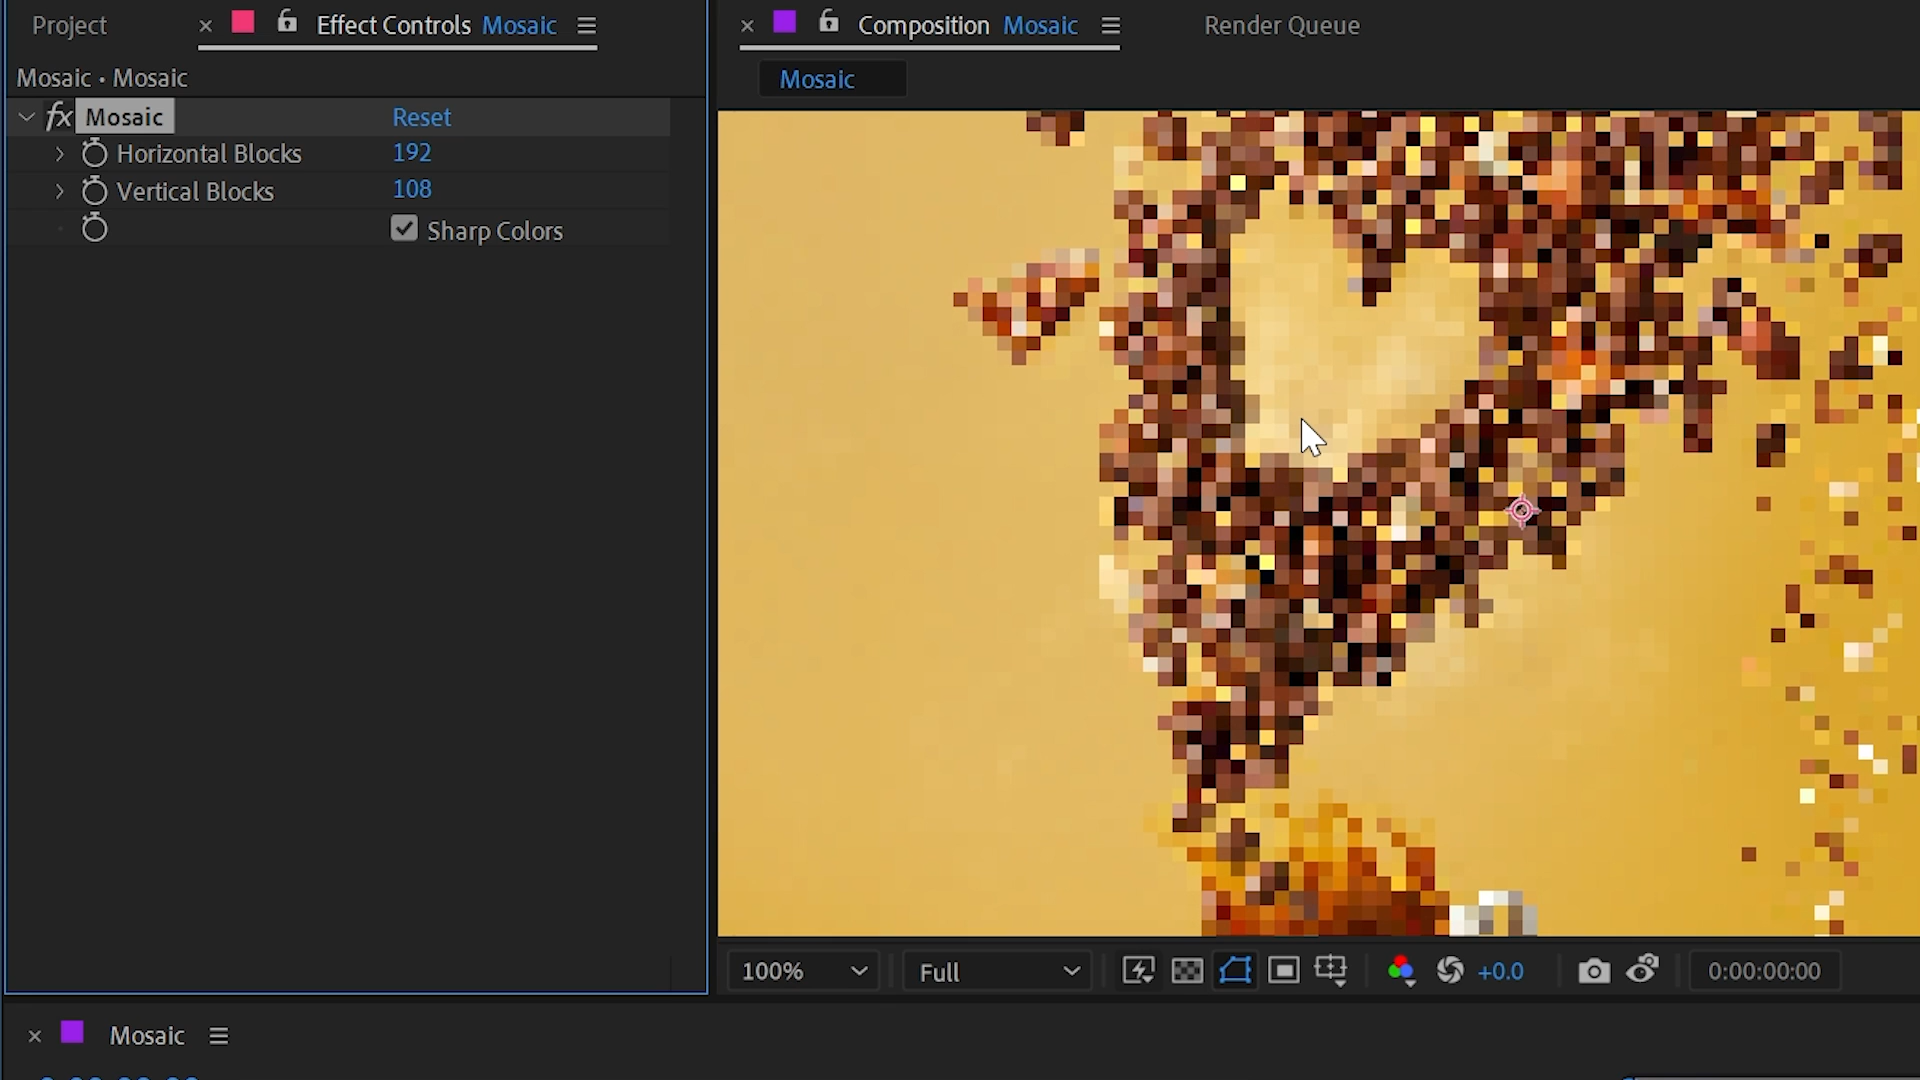 Project
Effect Controls Mosaic
Composition Mosaic
Render Queue
Mosaic • Mosaic
Mosaic
fx Mosaic
Reset
Horizontal Blocks
192
Vertical Blocks
108
Sharp Colors
100%
Full
+0.0
0:00:00:00
Mosaic